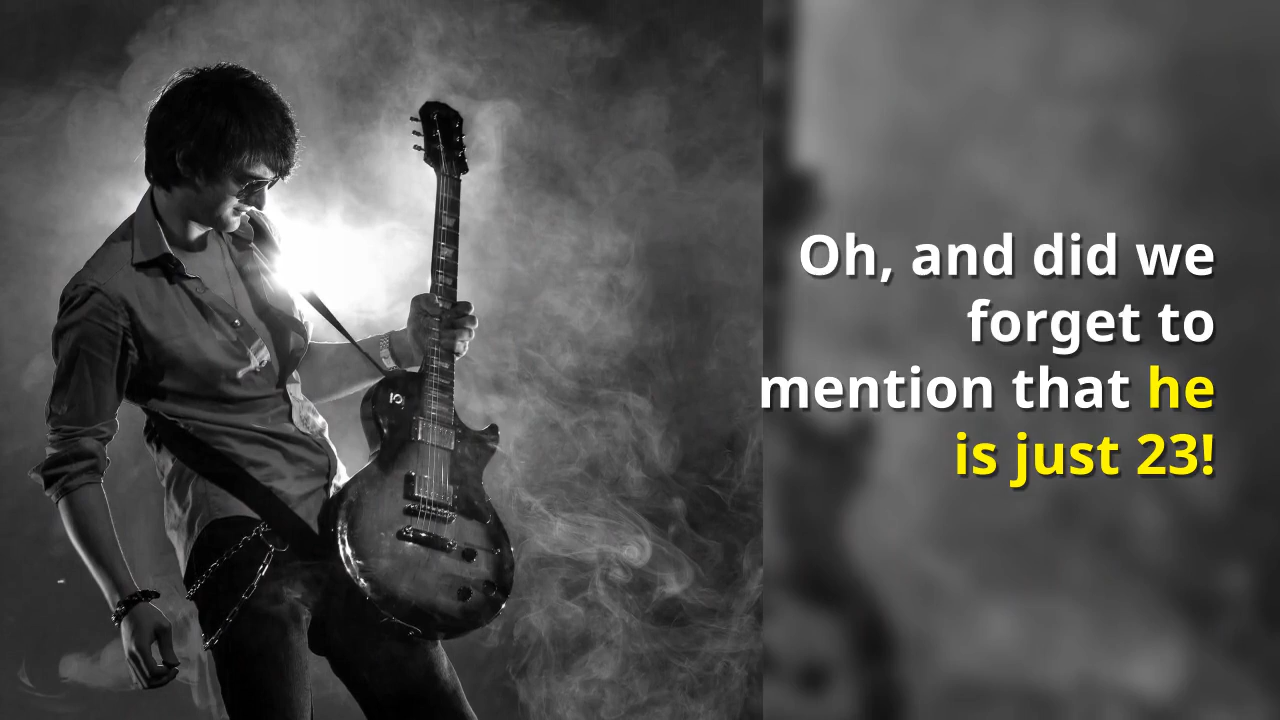 Oh, and did we
forget to
mention that he
is just 23!